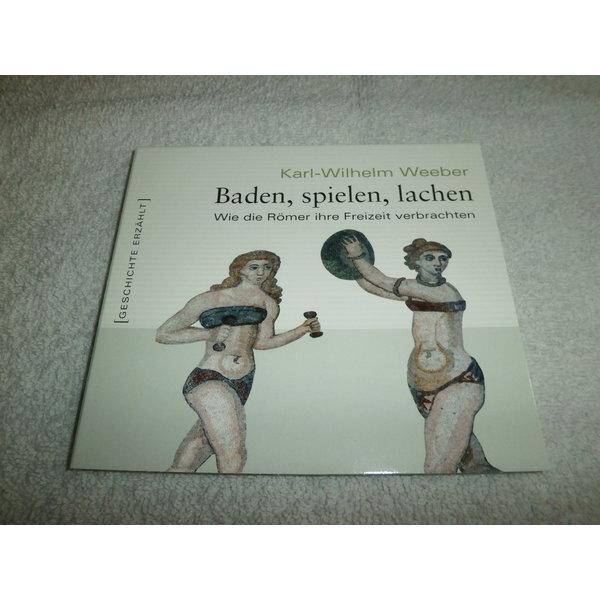 Karl-Wilhelm Weeber
Baden, spielen, lachen
Wie die Römer ihre Freizeit verbrachten
[GESCHICHTE ERZÄHLT]